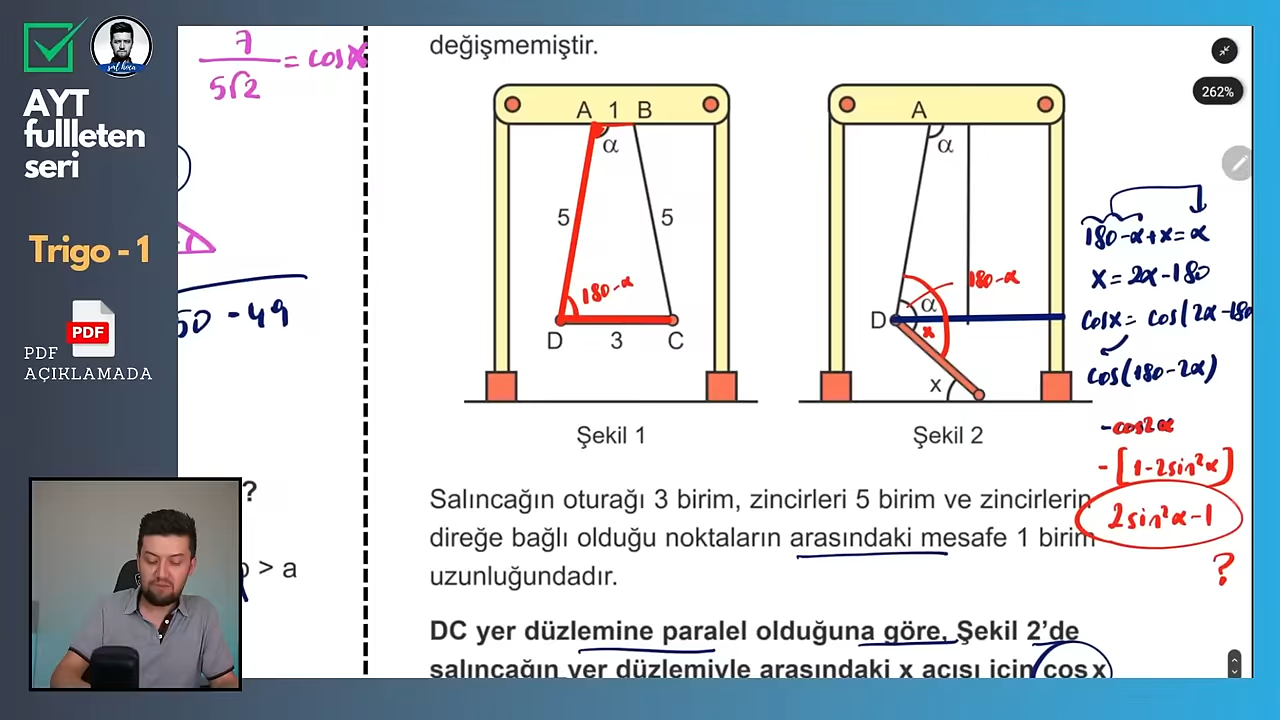 AYT
fullleten
seri
Trigo - 1
PDF
PDF
AÇIKLAMADA
7
5√2
= cosx
50 - 49
?
> a
değişmemiştir.
A 1 B
α
5
5
180-α
D 3 C
Şekil 1
A
α
180-α
D
α
x
x
Şekil 2
262%
180-α+x=α
x = 2α-180
cosx = cos(2α-180
cos(180-2α)
-cos2α
-[1-2sin²α]
2sin²α-1
?
Salıncağın oturağı 3 birim, zincirleri 5 birim ve zincirlerin
direğe bağlı olduğu noktaların arasındaki mesafe 1 birim
uzunluğundadır.
DC yer düzlemine paralel olduğuna göre, Şekil 2’de
salıncağın yer düzlemiyle arasındaki x açısı için cos x